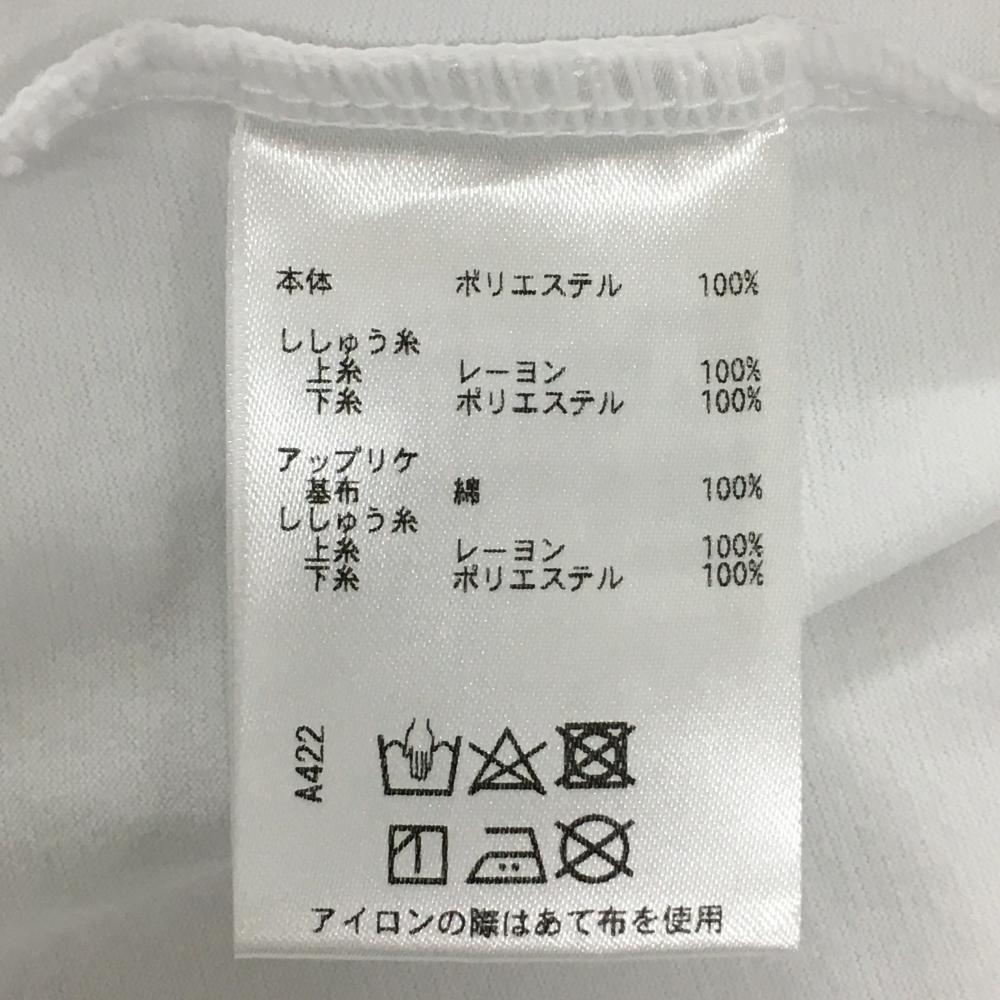 本体 ポリエステル 100%
ししゅう糸
上糸 レーヨン 100%
下糸 ポリエステル 100%
アップリケ
基布 綿 100%
ししゅう糸
上糸 レーヨン 100%
下糸 ポリエステル 100%
A422
アイロンの際はあて布を使用